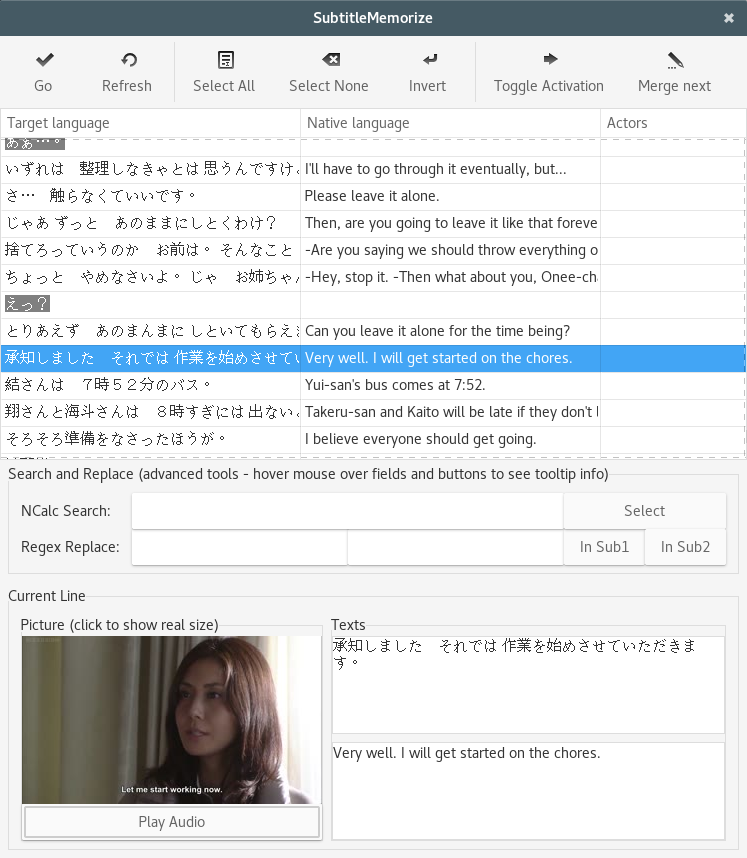 SubtitleMemorize
Go
Refresh
Select All
Select None
Invert
Toggle Activation
Merge next
Target language
Native language
Actors
ああ…。
いずれは　整理しなきゃとは 思うんですけ
I'll have to go through it eventually, but...
さ…　触らなくていいです。
Please leave it alone.
じゃあ ずっと　あのままにしとくわけ？
Then, are you going to leave it like that foreve
捨てろっていうのか　お前は。 そんなこと
-Are you saying we should throw everything o
ちょっと　やめなさいよ。 じゃ　お姉ちゃん
-Hey, stop it. -Then what about you, Onee-ch
えっ？
とりあえず　あのまんまに しといてもらえま
Can you leave it alone for the time being?
承知しました　それでは 作業を始めさせてい
Very well. I will get started on the chores.
結さんは　７時５２分のバス。
Yui-san's bus comes at 7:52.
翔さんと海斗さんは　８時すぎには 出ない
Takeru-san and Kaito will be late if they don't l
そろそろ準備をなさったほうが。
I believe everyone should get going.
Search and Replace (advanced tools - hover mouse over fields and buttons to see tooltip info)
NCalc Search:
Select
Regex Replace:
In Sub1
In Sub2
Current Line
Picture (click to show real size)
Texts
Let me start working now.
Play Audio
承知しました　それでは 作業を始めさせていただきま
す。
Very well. I will get started on the chores.